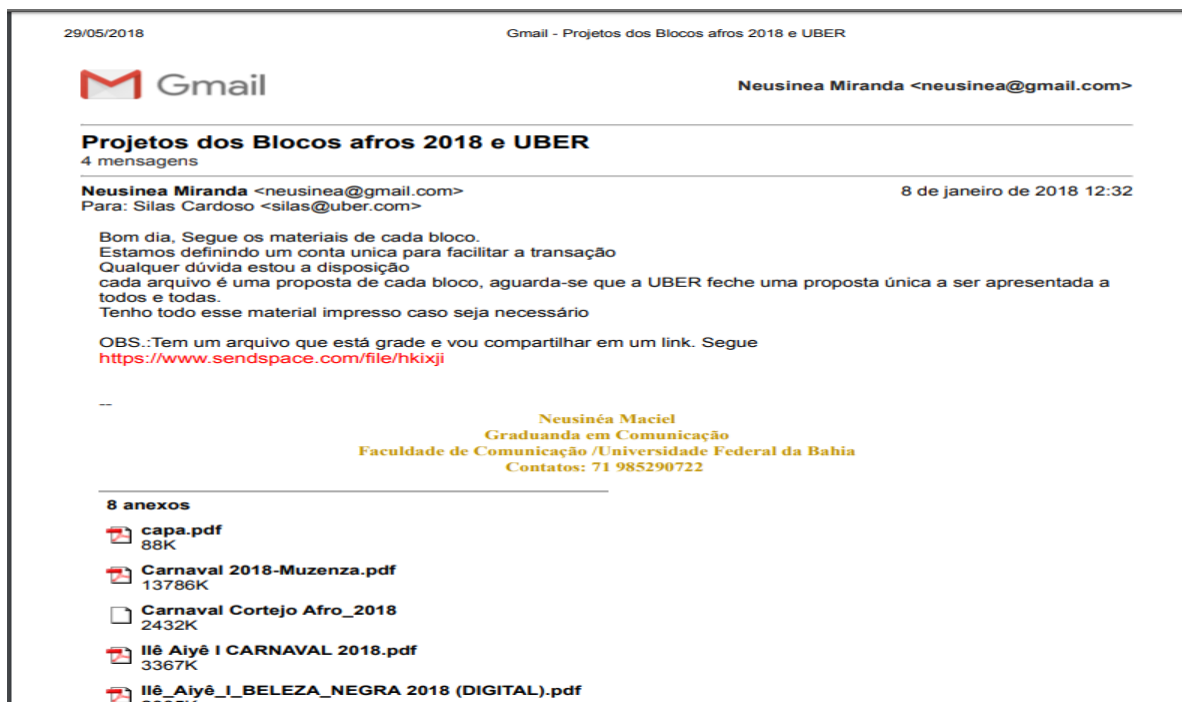 29/05/2018 Gmail - Projetos dos Blocos afros 2018 e UBER
Gmail Neusinea Miranda <neusinea@gmail.com>
Projetos dos Blocos afros 2018 e UBER
4 mensagens
Neusinea Miranda <neusinea@gmail.com> 8 de janeiro de 2018 12:32
Para: Silas Cardoso <silas@uber.com>
Bom dia, Segue os materiais de cada bloco.
Estamos definindo um conta unica para facilitar a transação
Qualquer dúvida estou a disposição
cada arquivo é uma proposta de cada bloco, aguarda-se que a UBER feche uma proposta única a ser apresentada a
todos e todas.
Tenho todo esse material impresso caso seja necessário
OBS.:Tem um arquivo que está grade e vou compartilhar em um link. Segue
https://www.sendspace.com/file/hkixji
--
Neusinéa Maciel
Graduanda em Comunicação
Faculdade de Comunicação /Universidade Federal da Bahia
Contatos: 71 985290722
8 anexos
capa.pdf
88K
Carnaval 2018-Muzenza.pdf
13786K
Carnaval Cortejo Afro_2018
2432K
Ilê Aiyê I CARNAVAL 2018.pdf
3367K
Ilê_Aiyê_I_BELEZA_NEGRA 2018 (DIGITAL).pdf